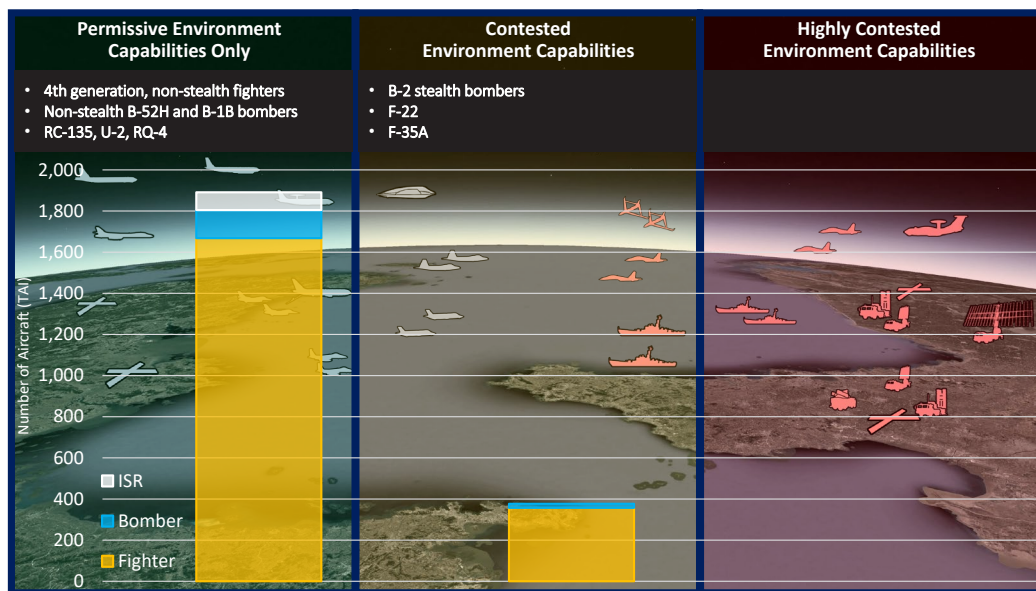 Permissive Environment
Capabilities Only
Contested
Environment Capabilities
Highly Contested
Environment Capabilities
• 4th generation, non-stealth fighters
• Non-stealth B-52H and B-1B bombers
• RC-135, U-2, RQ-4
• B-2 stealth bombers
• F-22
• F-35A
Number of Aircraft (TAI)
2,000
1,800
1,600
1,400
1,200
1,000
800
600
400
200
0
ISR
Bomber
Fighter